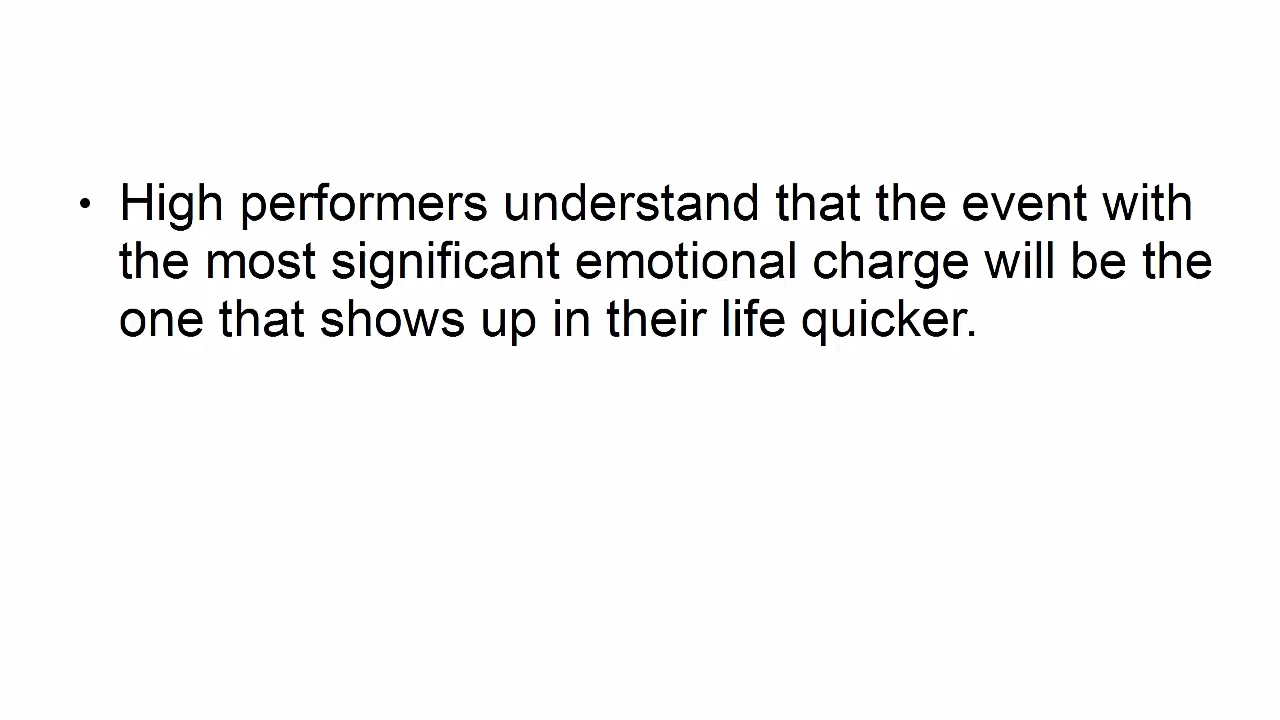 • High performers understand that the event with
the most significant emotional charge will be the
one that shows up in their life quicker.